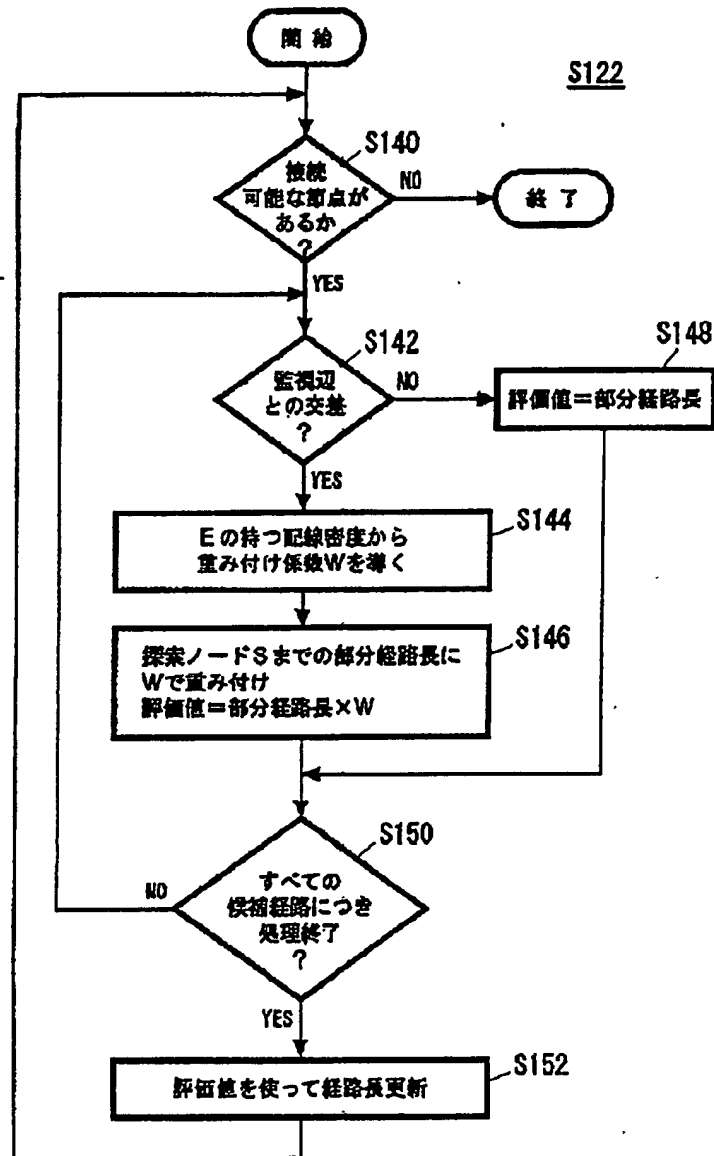 開始
S122
S140
接続
可能な節点が
あるか
?
NO
終了
YES
S142
監視辺
との交差
?
NO
S148
評価値=部分経路長
YES
S144
Eの持つ配線密度から
重み付け係数Wを導く
S146
探索ノードSまでの部分経路長に
Wで重み付け
評価値=部分経路長×W
S150
すべての
候補経路につき
処理終了
?
NO
YES
S152
評価値を使って経路長更新